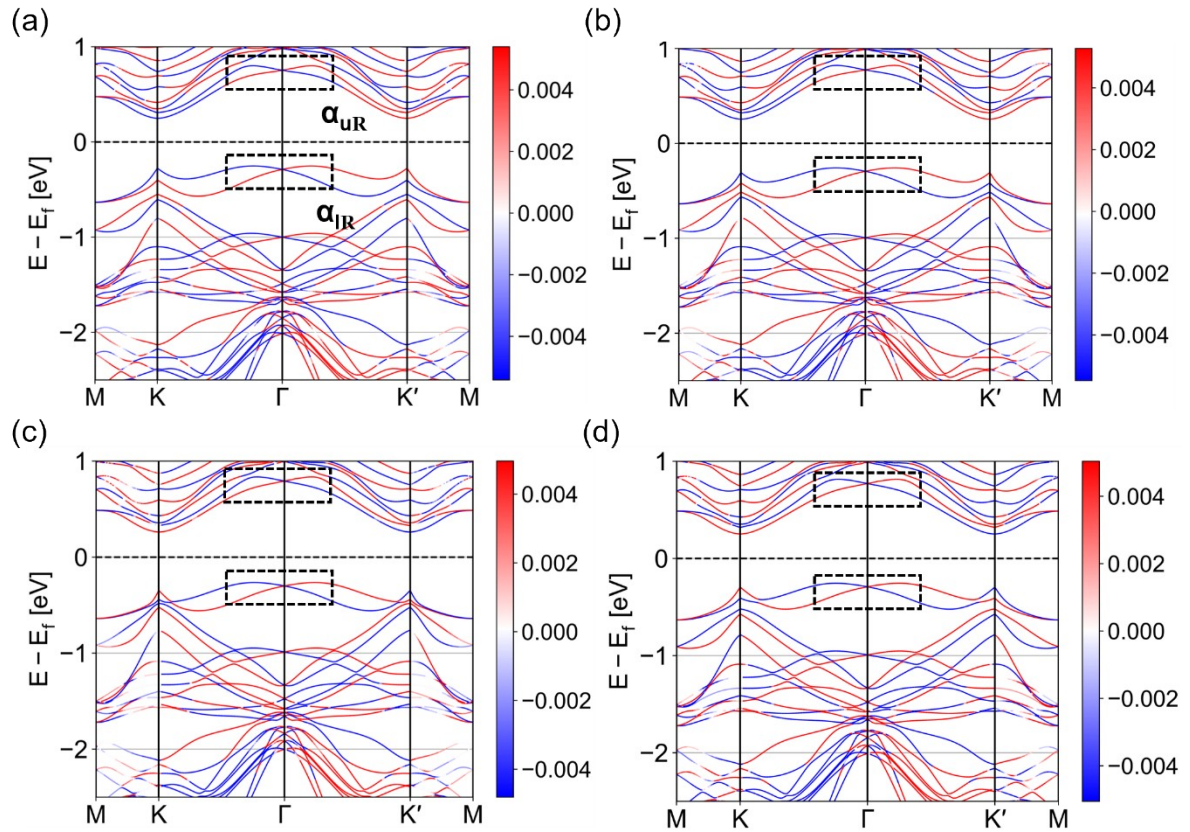 (a)
1
0
−1
−2
E − E_f [eV]
α_uR
α_lR
M K Γ K′ M
0.004
0.002
0.000
−0.002
−0.004
(b)
1
0
−1
−2
E − E_f [eV]
M K Γ K′ M
0.004
0.002
0.000
−0.002
−0.004
(c)
1
0
−1
−2
E − E_f [eV]
M K Γ K′ M
0.004
0.002
0.000
−0.002
−0.004
(d)
1
0
−1
−2
E − E_f [eV]
M K Γ K′ M
0.004
0.002
0.000
−0.002
−0.004